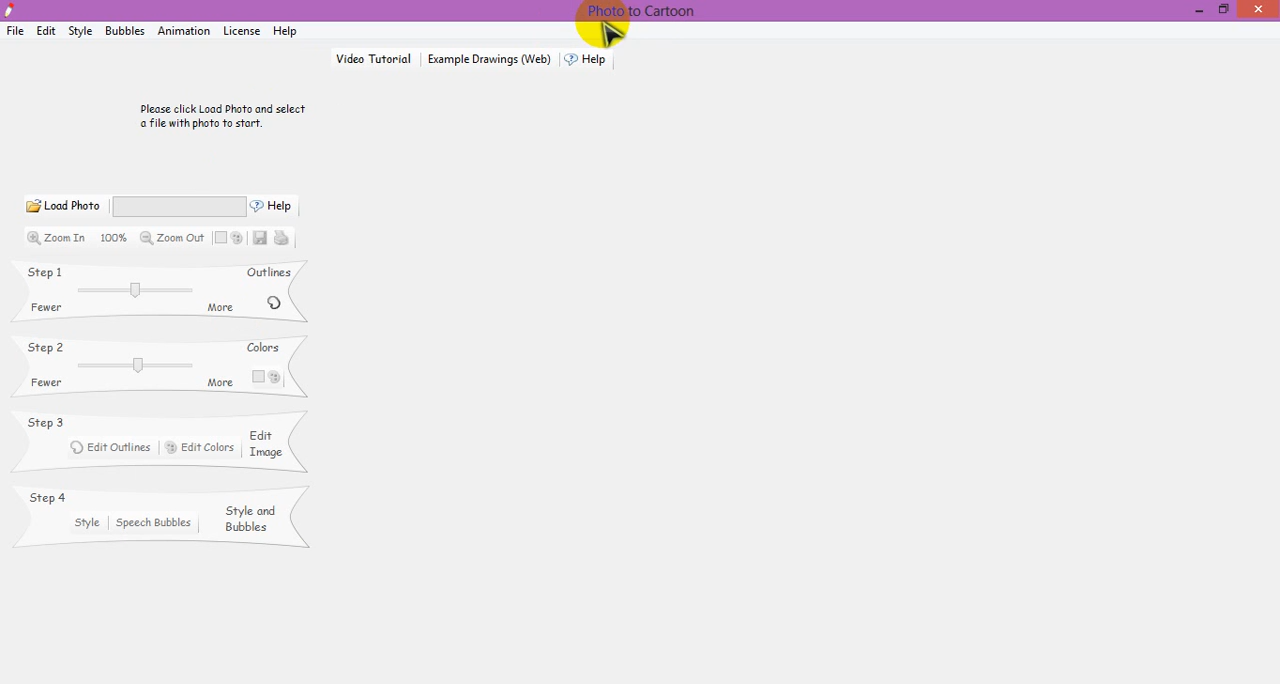 Photo to Cartoon
File Edit Style Bubbles Animation License Help
Video Tutorial Example Drawings (Web) Help
Please click Load Photo and select
a file with photo to start.
Load Photo Help
Zoom In 100% Zoom Out
Step 1 Outlines
Fewer More
Step 2 Colors
Fewer More
Step 3
Edit Outlines Edit Colors
Edit
Image
Step 4
Style Speech Bubbles
Style and
Bubbles